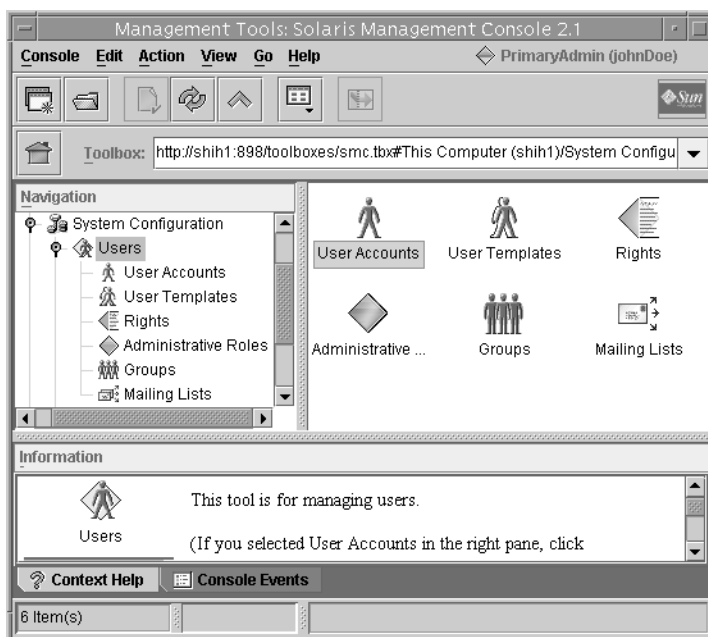 Management Tools: Solaris Management Console 2.1
Console Edit Action View Go Help PrimaryAdmin (johnDoe)
Sun
Toolbox: http://shih1:898/toolboxes/smc.tbx#This Computer (shih1)/System Configu
Navigation
System Configuration
Users
User Accounts
User Templates
Rights
Administrative Roles
Groups
Mailing Lists
User Accounts User Templates Rights
Administrative ... Groups Mailing Lists
Information
Users
This tool is for managing users.
(If you selected User Accounts in the right pane, click
Context Help Console Events
6 Item(s)